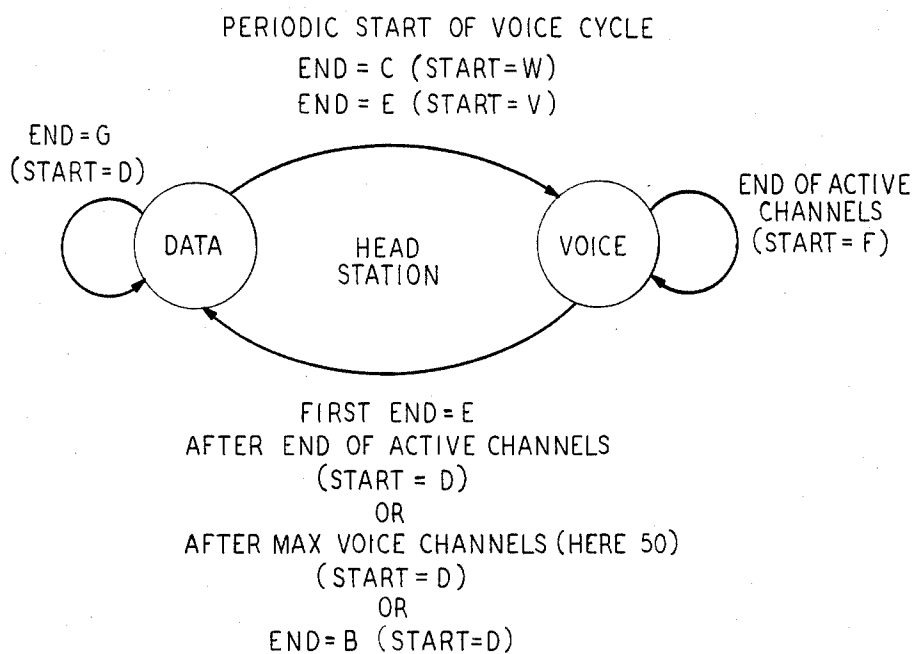 PERIODIC START OF VOICE CYCLE
END = C (START=W)
END = E (START=V)
END=G
(START=D)
DATA
HEAD
STATION
VOICE
END OF ACTIVE
CHANNELS
(START=F)
FIRST END=E
AFTER END OF ACTIVE CHANNELS
(START = D)
OR
AFTER MAX VOICE CHANNELS (HERE 50)
(START=D)
OR
END=B (START=D)